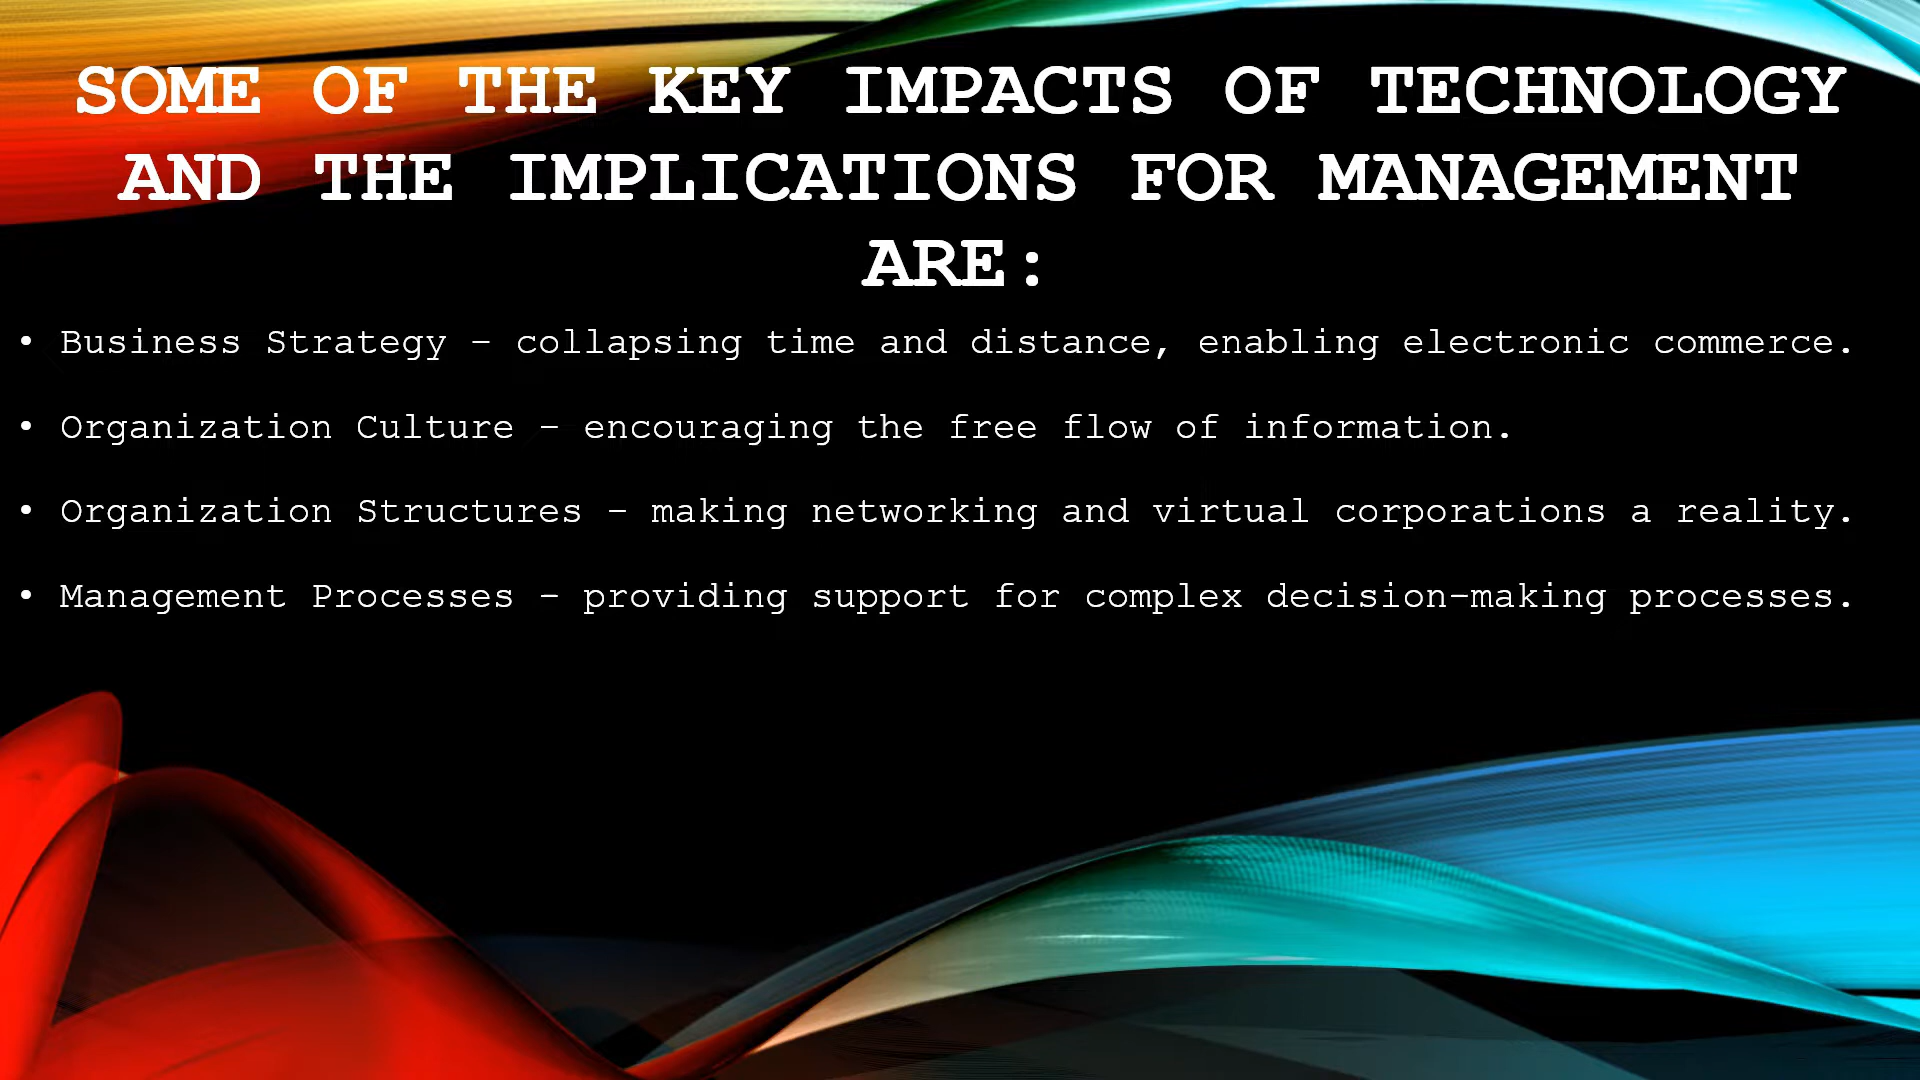 SOME OF THE KEY IMPACTS OF TECHNOLOGY
AND THE IMPLICATIONS FOR MANAGEMENT
ARE:
• Business Strategy – collapsing time and distance, enabling electronic commerce.
• Organization Culture – encouraging the free flow of information.
• Organization Structures – making networking and virtual corporations a reality.
• Management Processes – providing support for complex decision-making processes.